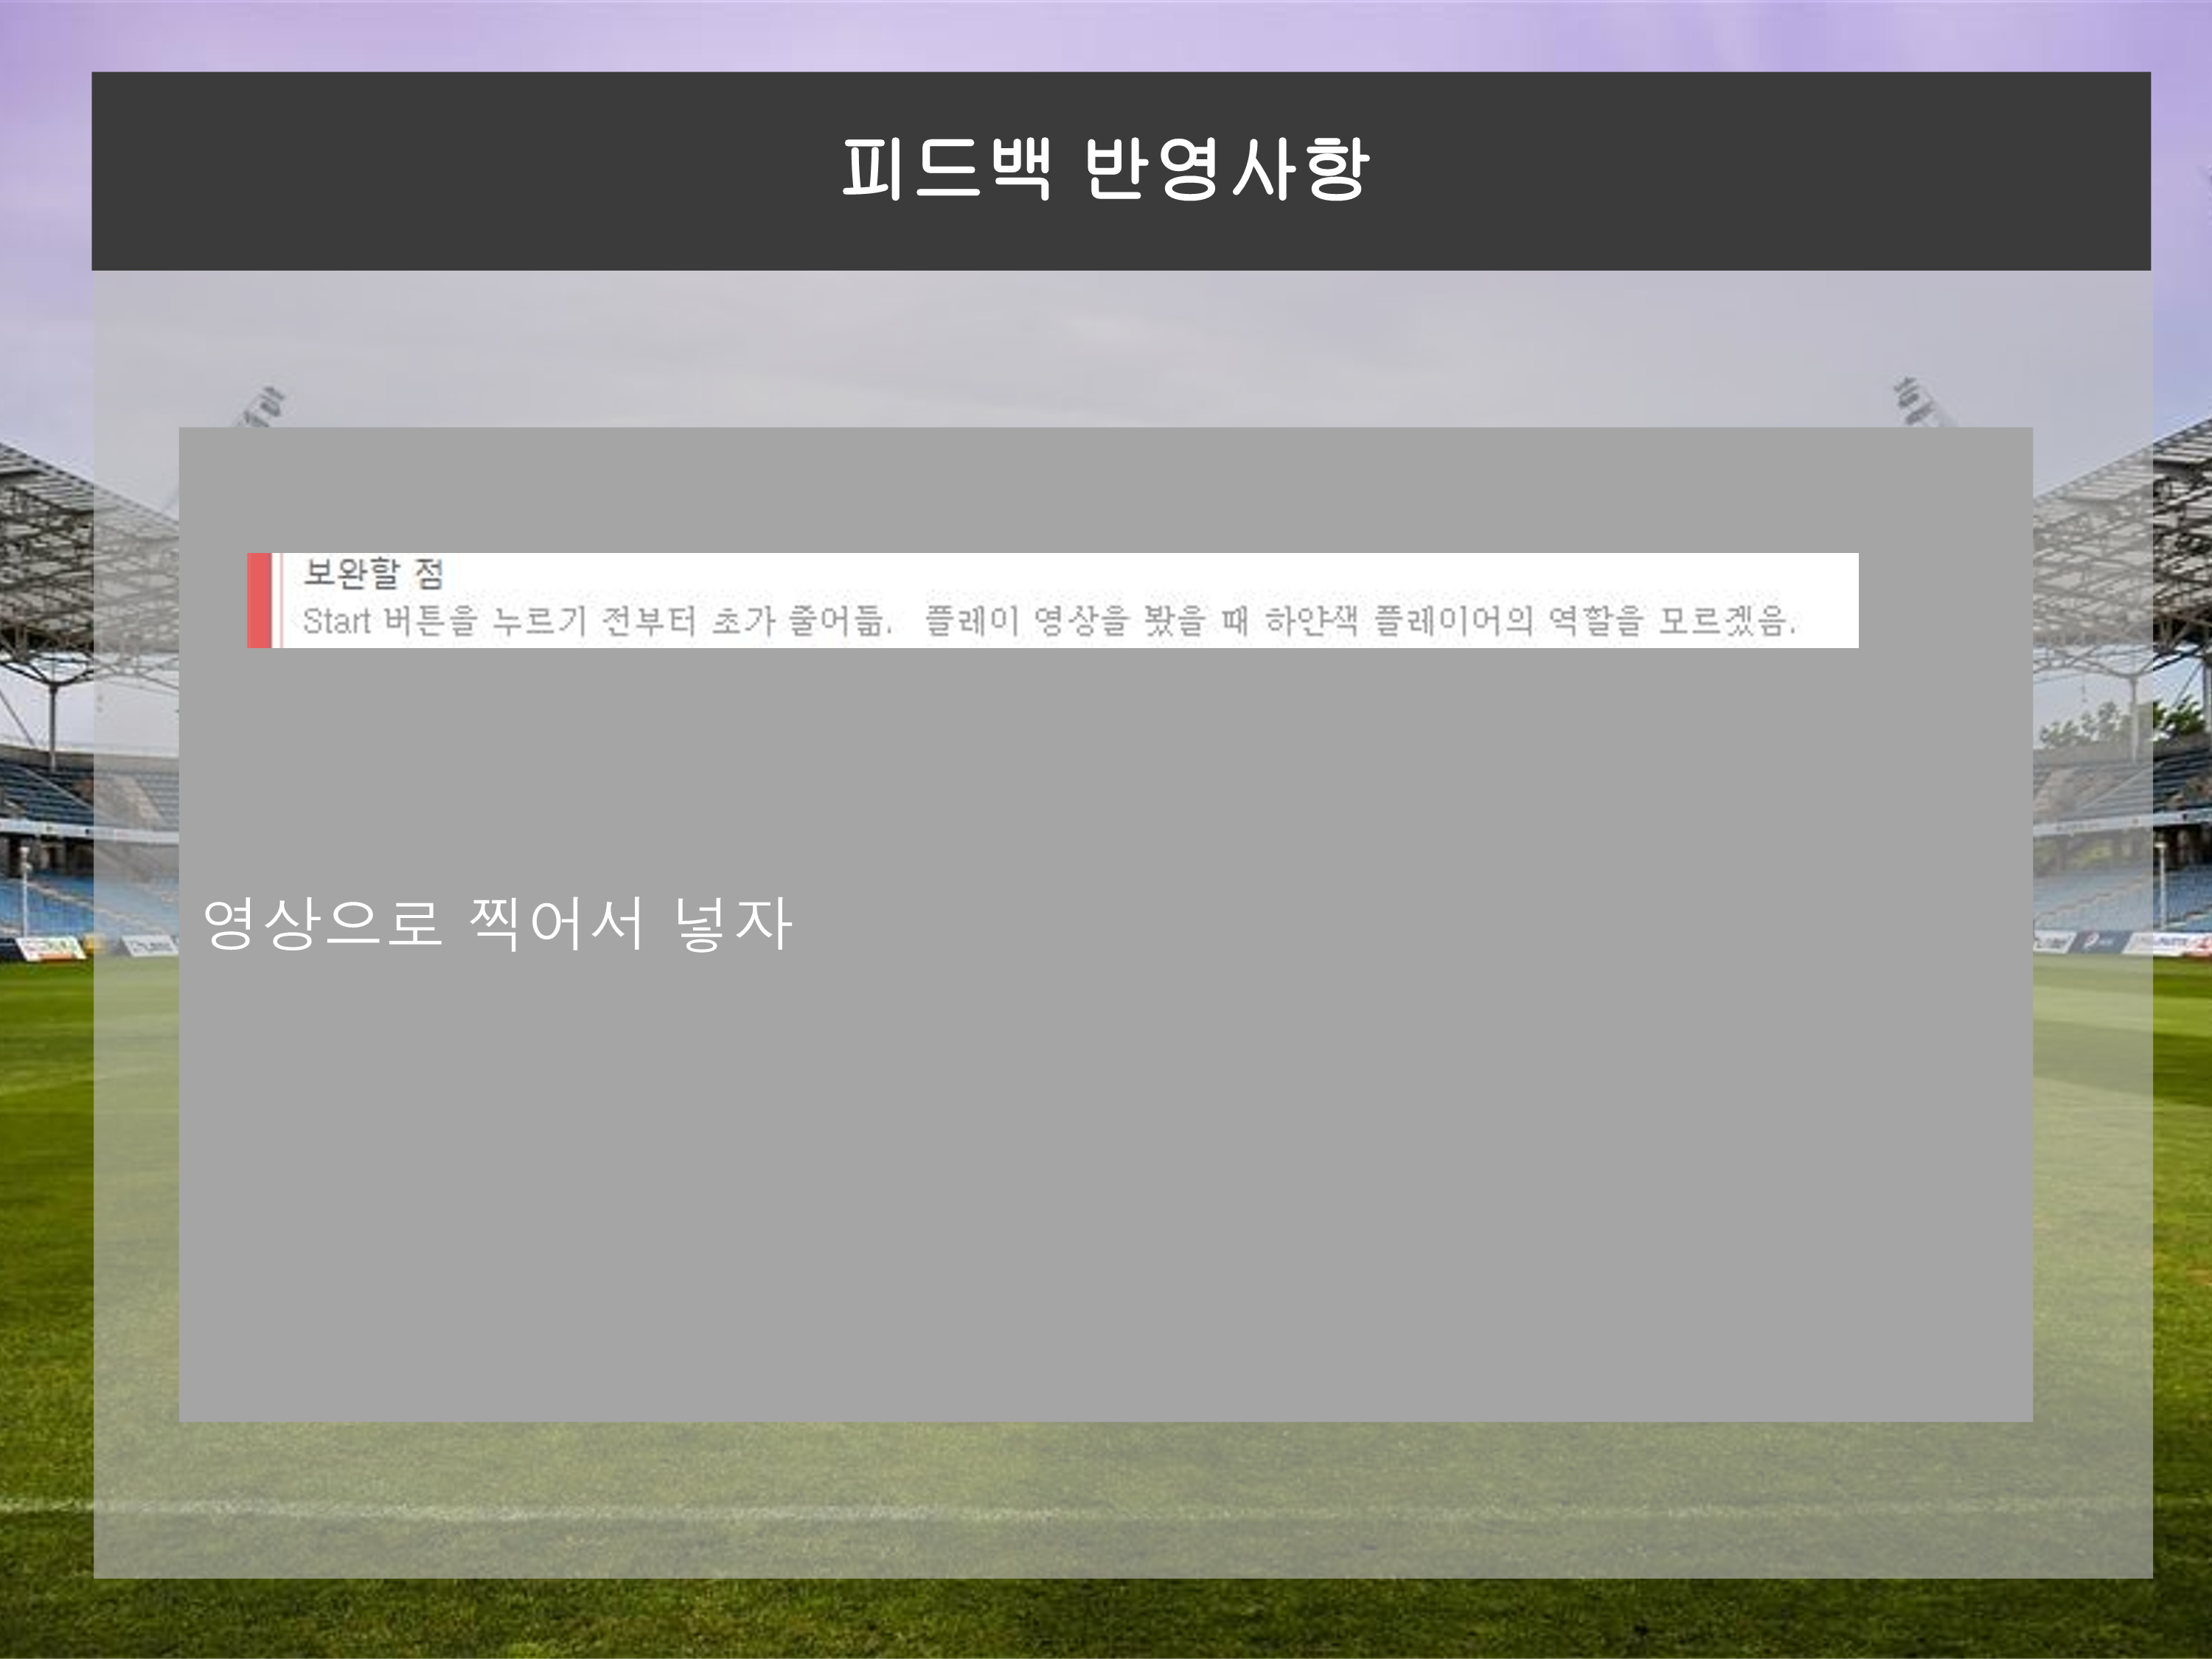 피드백 반영사항
보완할 점
Start 버튼을 누르기 전부터 초가 줄어듦. 플레이 영상을 봤을 때 하얀색 플레이어의 역할을 모르겠음.
영상으로 찍어서 넣자